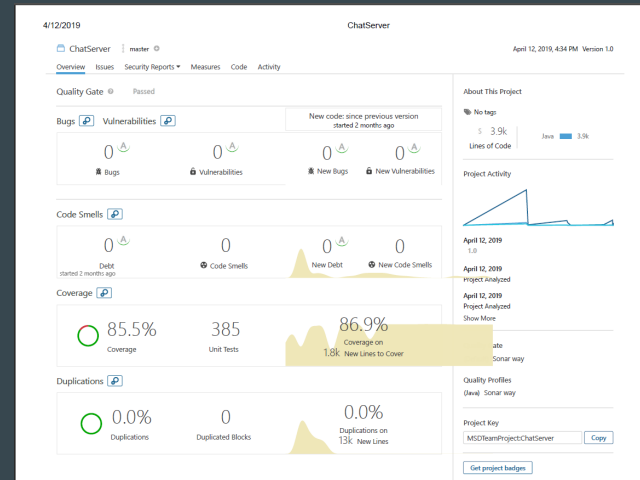 4/12/2019 ChatServer
ChatServer master
April 12, 2019, 4:34 PM Version 1.0
Overview Issues Security Reports Measures Code Activity
Quality Gate Passed
Bugs Vulnerabilities
New code: since previous version
started 2 months ago
0 A
Bugs
0 A
Vulnerabilities
0 A
New Bugs
0 A
New Vulnerabilities
Code Smells
0 A
Debt
started 2 months ago
0
Code Smells
0 A
New Debt
0
New Code Smells
Coverage
85.5%
Coverage
385
Unit Tests
86.9%
Coverage on
1.8k New Lines to Cover
Duplications
0.0%
Duplications
0
Duplicated Blocks
0.0%
Duplications on
13k New Lines
About This Project
No tags
S 3.9k
Lines of Code
Java 3.9k
Project Activity
April 12, 2019
1.0
April 12, 2019
Project Analyzed
April 12, 2019
Project Analyzed
Show More
Sonar way
Quality Profiles
(Java) Sonar way
Project Key
MSDTeamProject:ChatServer Copy
Get project badges